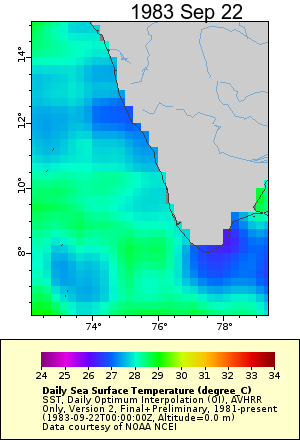 1983 Sep 22
14°
12°
10°
8°
74°
76°
78°
24 25 26 27 28 29 30 31 32 33 34
Daily Sea Surface Temperature (degree_C)
SST, Daily Optimum Interpolation (OI), AVHRR
Only, Version 2, Final+Preliminary, 1981-present
(1983-09-22T00:00:00Z, Altitude=0.0 m)
Data courtesy of NOAA NCEI